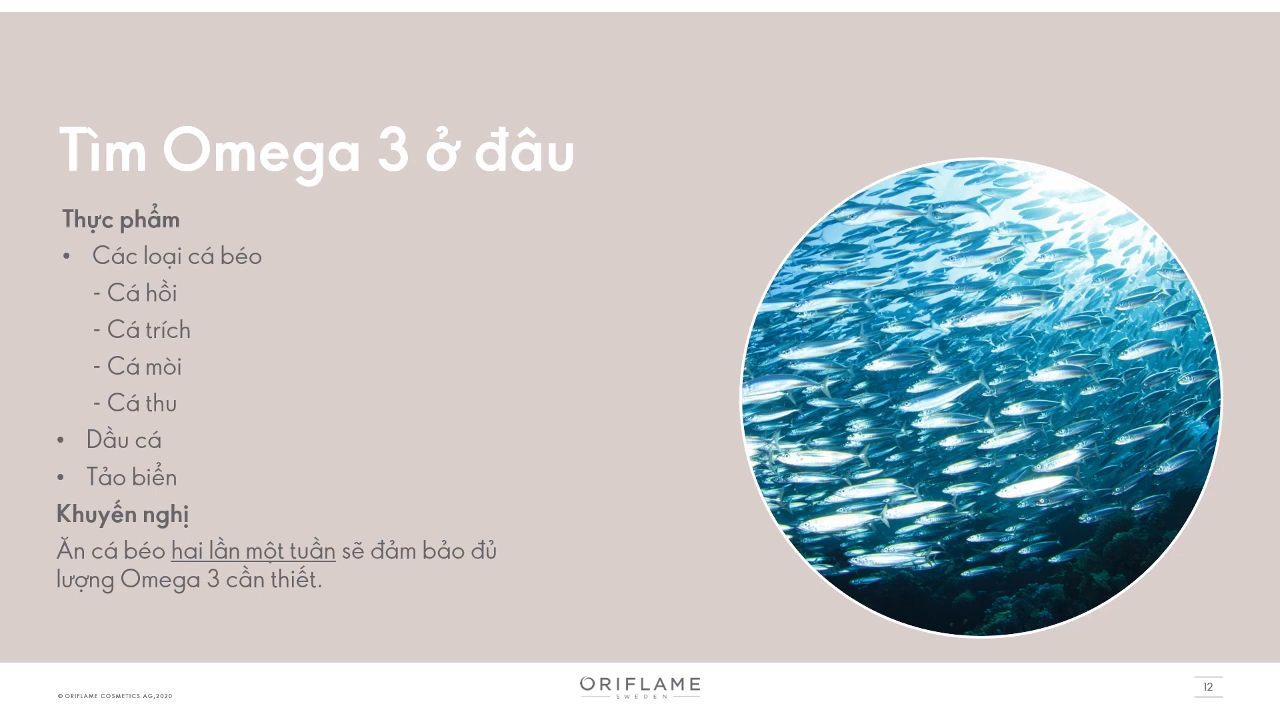 Tìm Omega 3 ở đâu
Thực phẩm
• Các loại cá béo
- Cá hồi
- Cá trích
- Cá mòi
- Cá thu
• Dầu cá
• Tảo biển
Khuyến nghị
Ăn cá béo hai lần một tuần sẽ đảm bảo đủ
lượng Omega 3 cần thiết.
© ORIFLAME COSMETICS AG,2020
ORIFLAME
SWEDEN
12